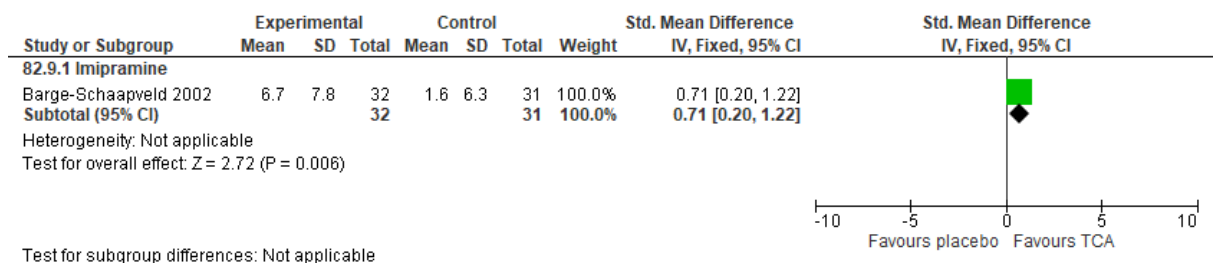 Experimental Control Std. Mean Difference Std. Mean Difference
Study or Subgroup Mean SD Total Mean SD Total Weight IV, Fixed, 95% CI IV, Fixed, 95% CI
82.9.1 Imipramine
Barge-Schaapveld 2002 6.7 7.8 32 1.6 6.3 31 100.0% 0.71 [0.20, 1.22]
Subtotal (95% CI) 32 31 100.0% 0.71 [0.20, 1.22]
Heterogeneity: Not applicable
Test for overall effect: Z = 2.72 (P = 0.006)
-10 -5 0 5 10
Favours placebo Favours TCA
Test for subgroup differences: Not applicable